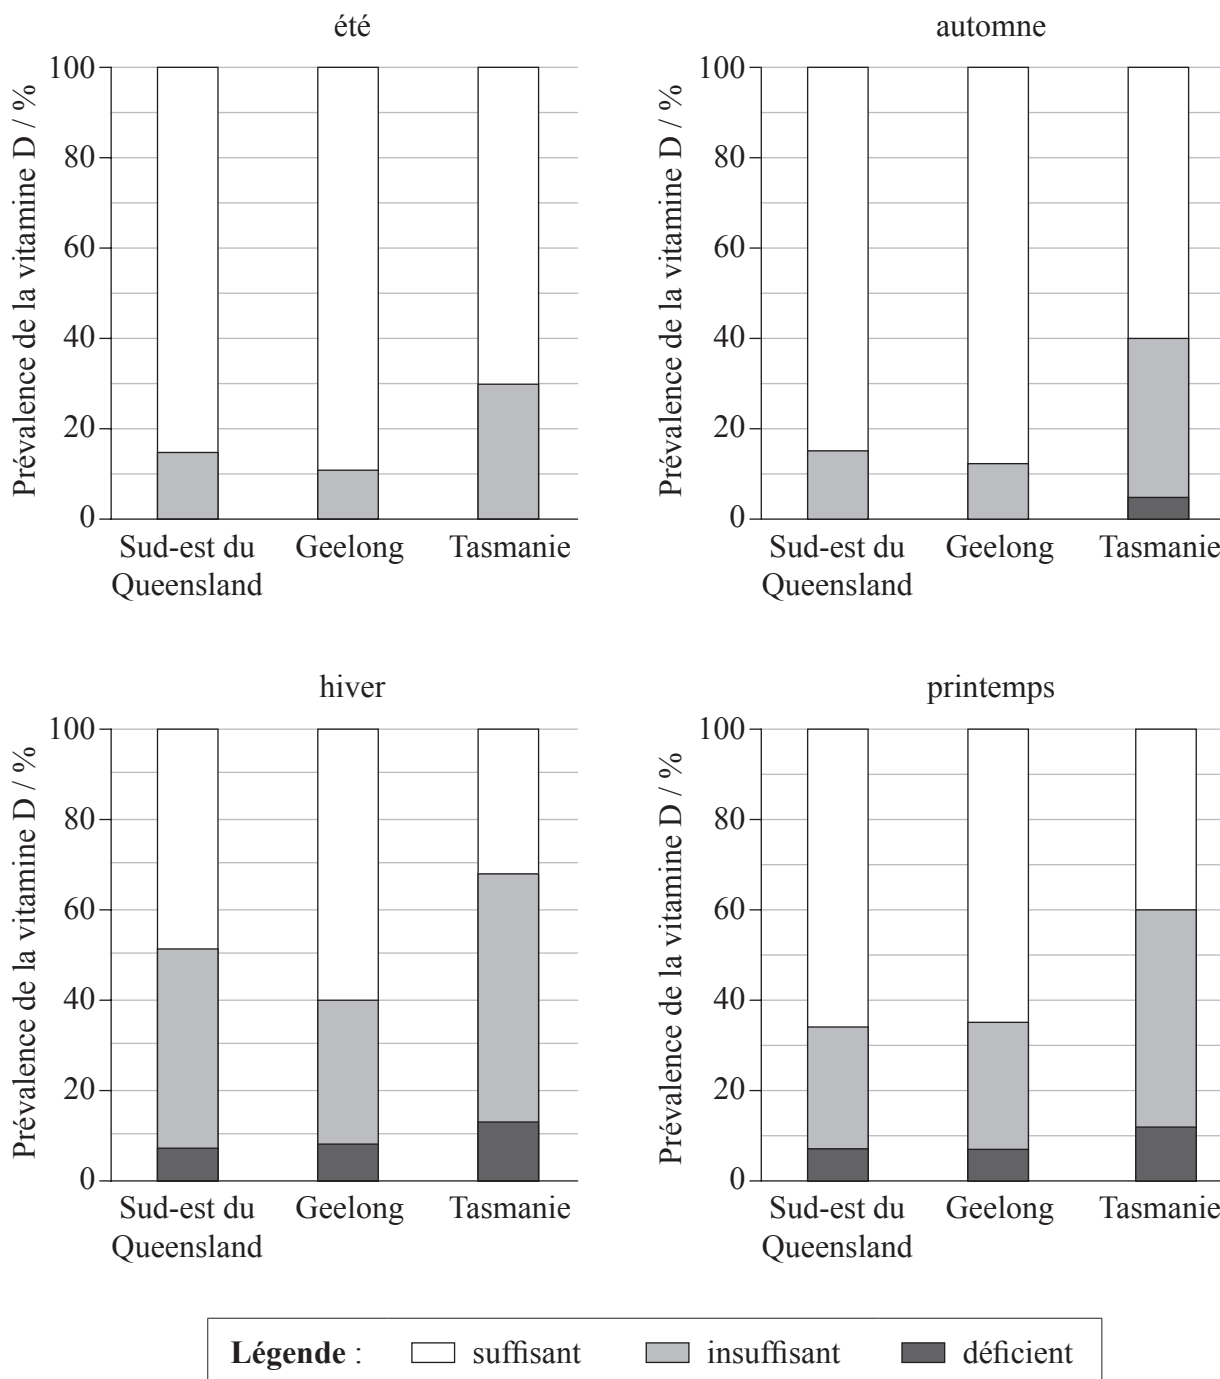 été
Prévalence de la vitamine D / %
100
80
60
40
20
0
Sud-est du
Queensland
Geelong
Tasmanie
automne
Prévalence de la vitamine D / %
100
80
60
40
20
0
Sud-est du
Queensland
Geelong
Tasmanie
hiver
Prévalence de la vitamine D / %
100
80
60
40
20
0
Sud-est du
Queensland
Geelong
Tasmanie
printemps
Prévalence de la vitamine D / %
100
80
60
40
20
0
Sud-est du
Queensland
Geelong
Tasmanie
Légende : suffisant insuffisant déficient